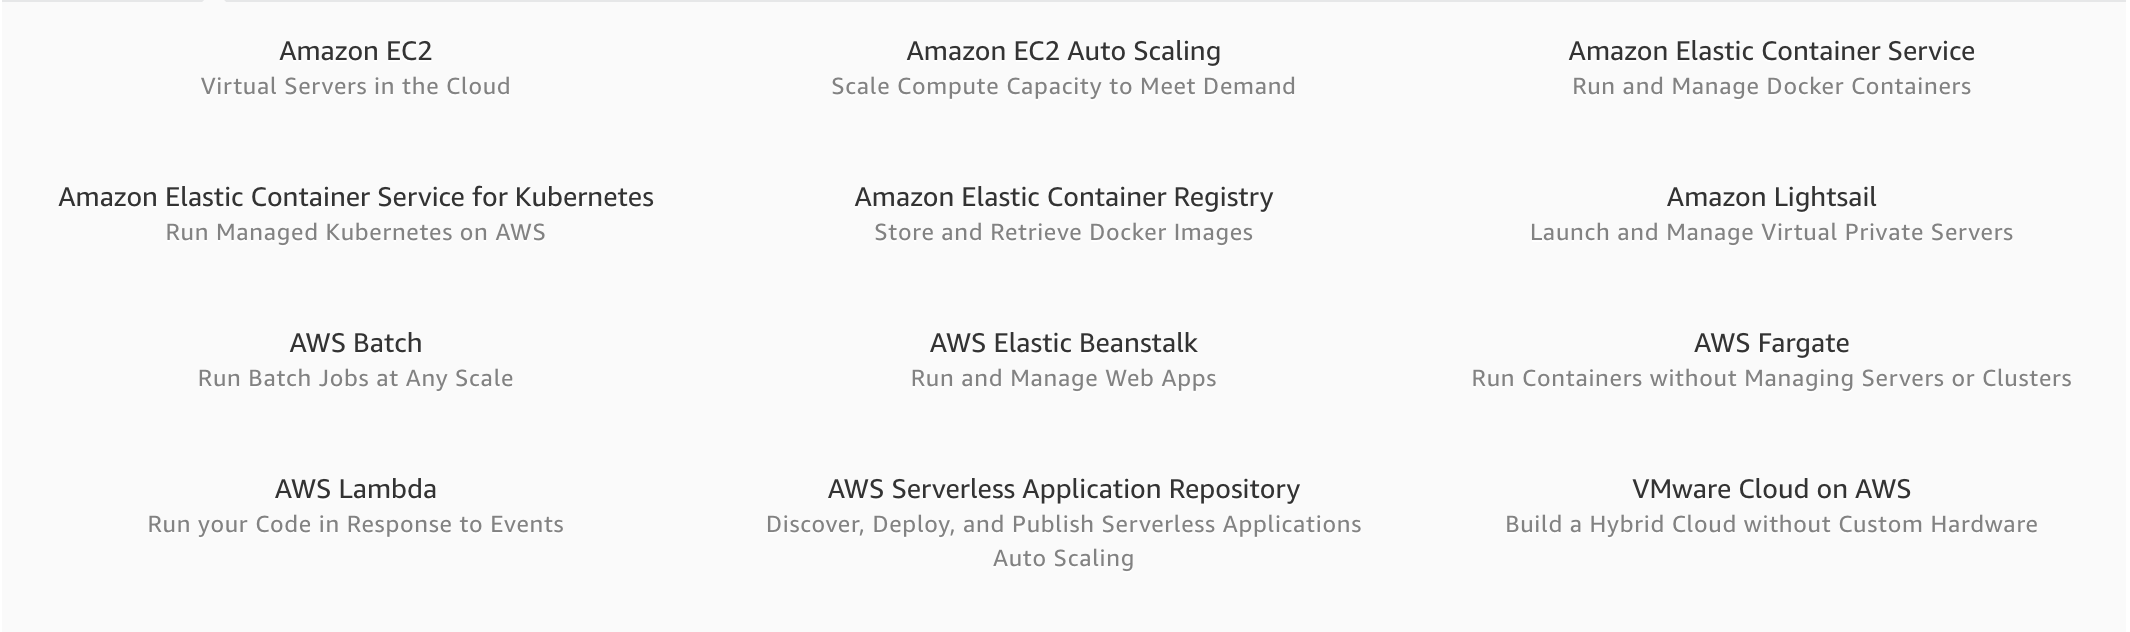 Amazon EC2
Virtual Servers in the Cloud
Amazon EC2 Auto Scaling
Scale Compute Capacity to Meet Demand
Amazon Elastic Container Service
Run and Manage Docker Containers
Amazon Elastic Container Service for Kubernetes
Run Managed Kubernetes on AWS
Amazon Elastic Container Registry
Store and Retrieve Docker Images
Amazon Lightsail
Launch and Manage Virtual Private Servers
AWS Batch
Run Batch Jobs at Any Scale
AWS Elastic Beanstalk
Run and Manage Web Apps
AWS Fargate
Run Containers without Managing Servers or Clusters
AWS Lambda
Run your Code in Response to Events
AWS Serverless Application Repository
Discover, Deploy, and Publish Serverless Applications
Auto Scaling
VMware Cloud on AWS
Build a Hybrid Cloud without Custom Hardware